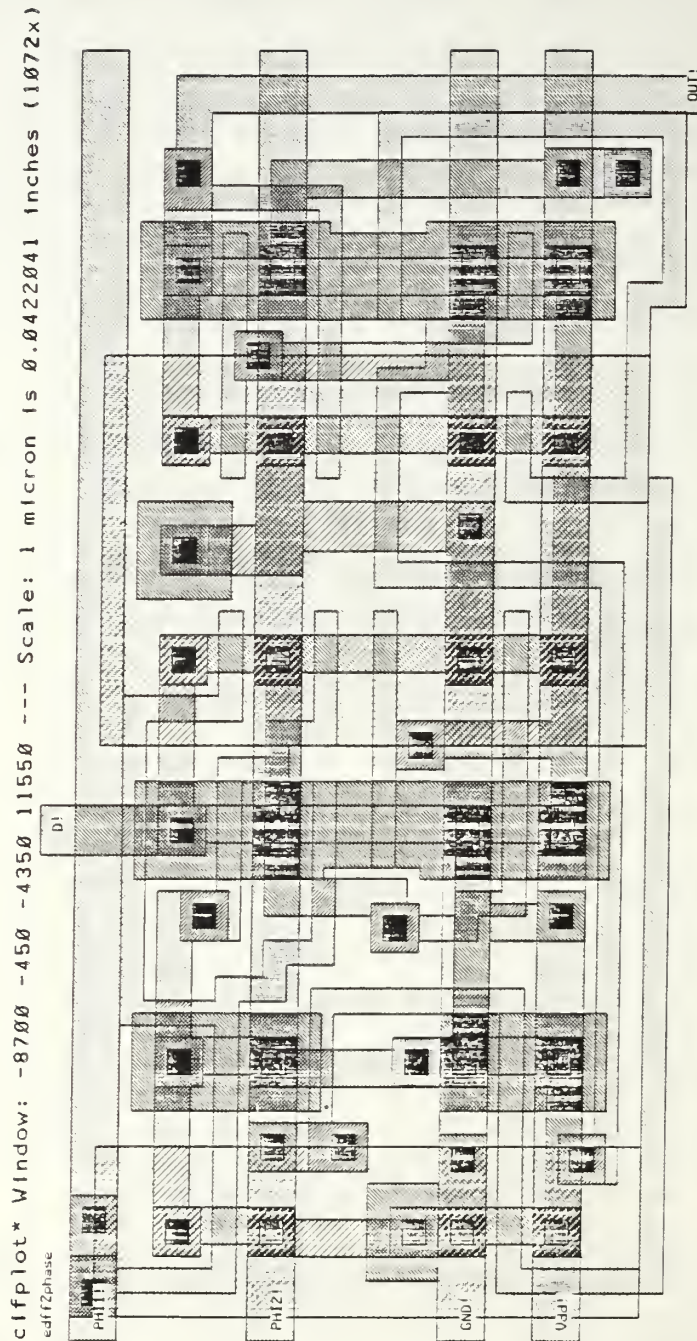 cifplot* Window: -8700 -450 -4350 11550 --- Scale: 1 micron is 0.0422041 inches (1072x)
edff2phase
OUT!
D!
PHI1!
PHI2!
GND!
Vdd!